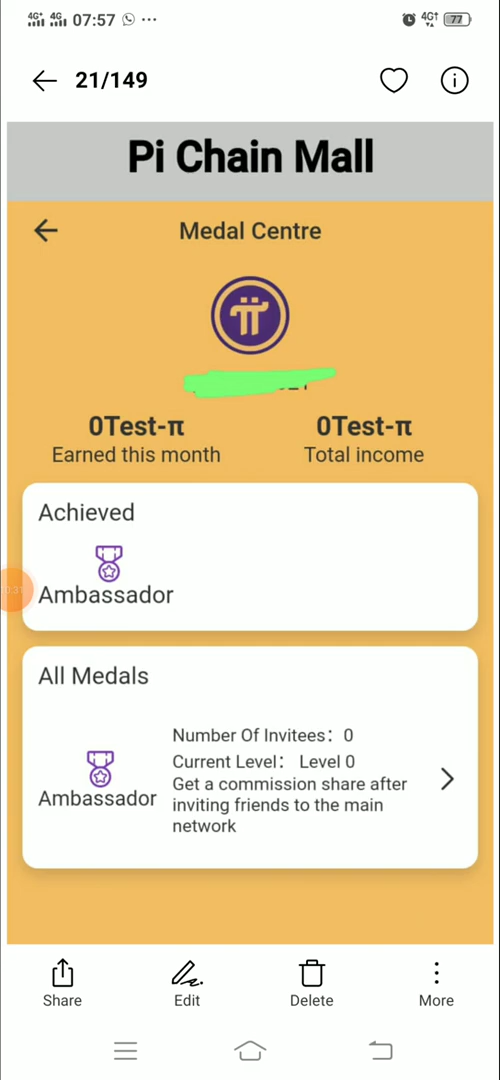 4G+ 4G 07:57 ...
4G↑ 77
21/149
Pi Chain Mall
Medal Centre
0Test-π 0Test-π
Earned this month Total income
Achieved
Ambassador
All Medals
Number Of Invitees: 0
Current Level: Level 0
Get a commission share after
inviting friends to the main
network
Ambassador
Share Edit Delete More